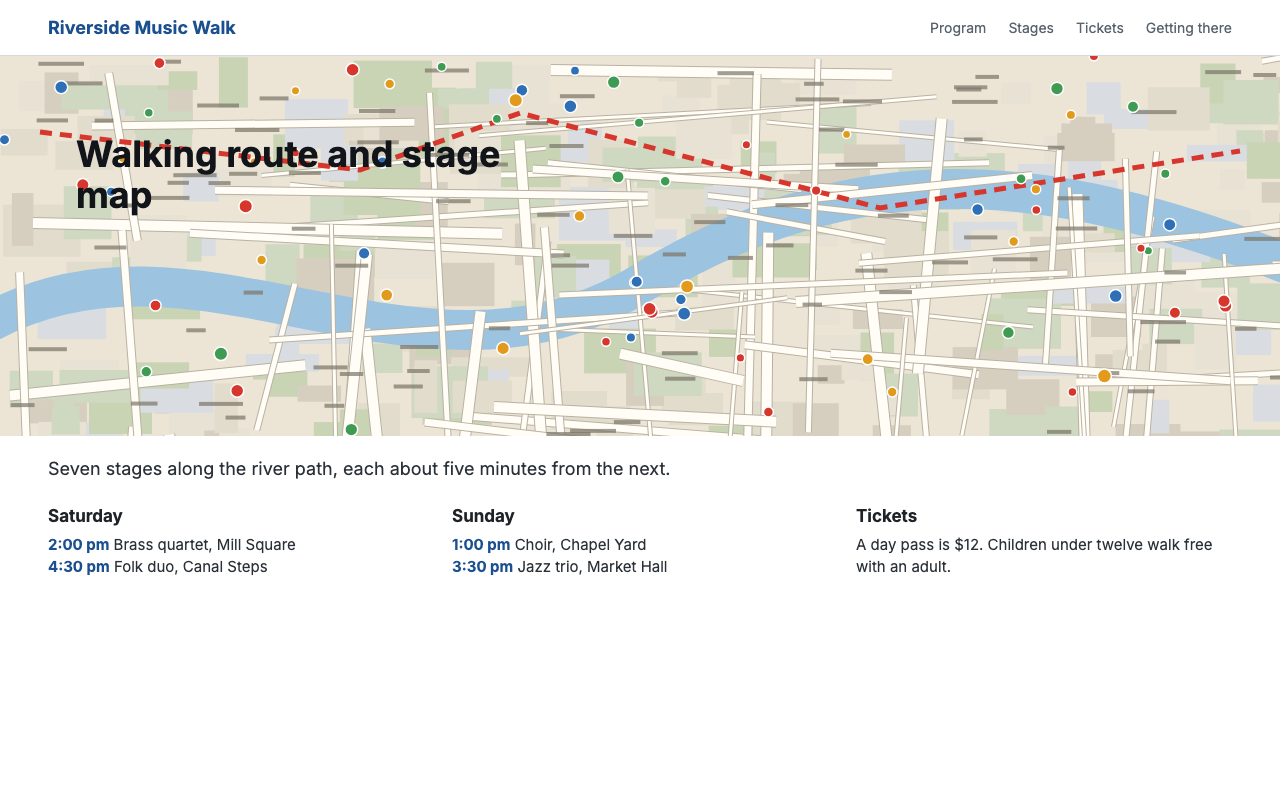 Riverside Music Walk
Program Stages Tickets Getting there
Walking route and stage
map
Seven stages along the river path, each about five minutes from the next.
Saturday
2:00 pm Brass quartet, Mill Square
4:30 pm Folk duo, Canal Steps
Sunday
1:00 pm Choir, Chapel Yard
3:30 pm Jazz trio, Market Hall
Tickets
A day pass is $12. Children under twelve walk free
with an adult.